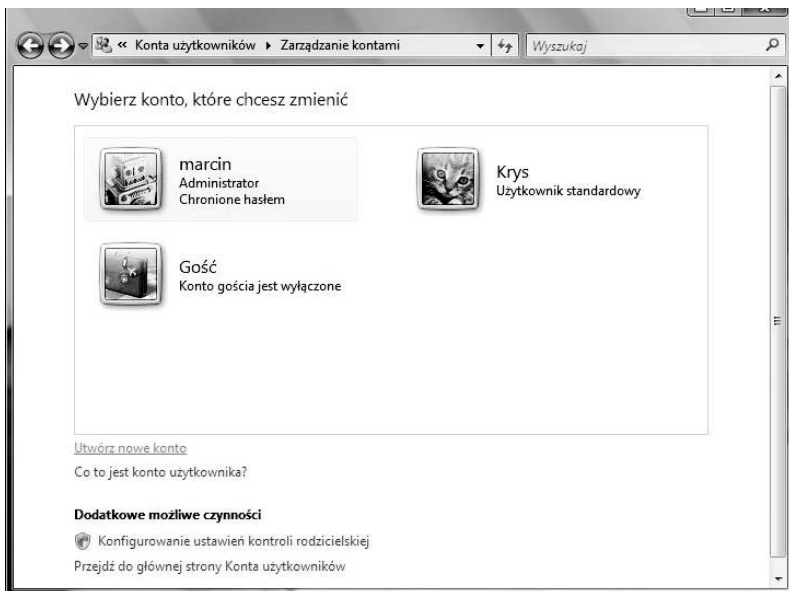 « Konta użytkowników ▸ Zarządzanie kontami
Wyszukaj
Wybierz konto, które chcesz zmienić
marcin
Administrator
Chronione hasłem
Krys
Użytkownik standardowy
Gość
Konto gościa jest wyłączone
Utwórz nowe konto
Co to jest konto użytkownika?
Dodatkowe możliwe czynności
Konfigurowanie ustawień kontroli rodzicielskiej
Przejdź do głównej strony Konta użytkowników